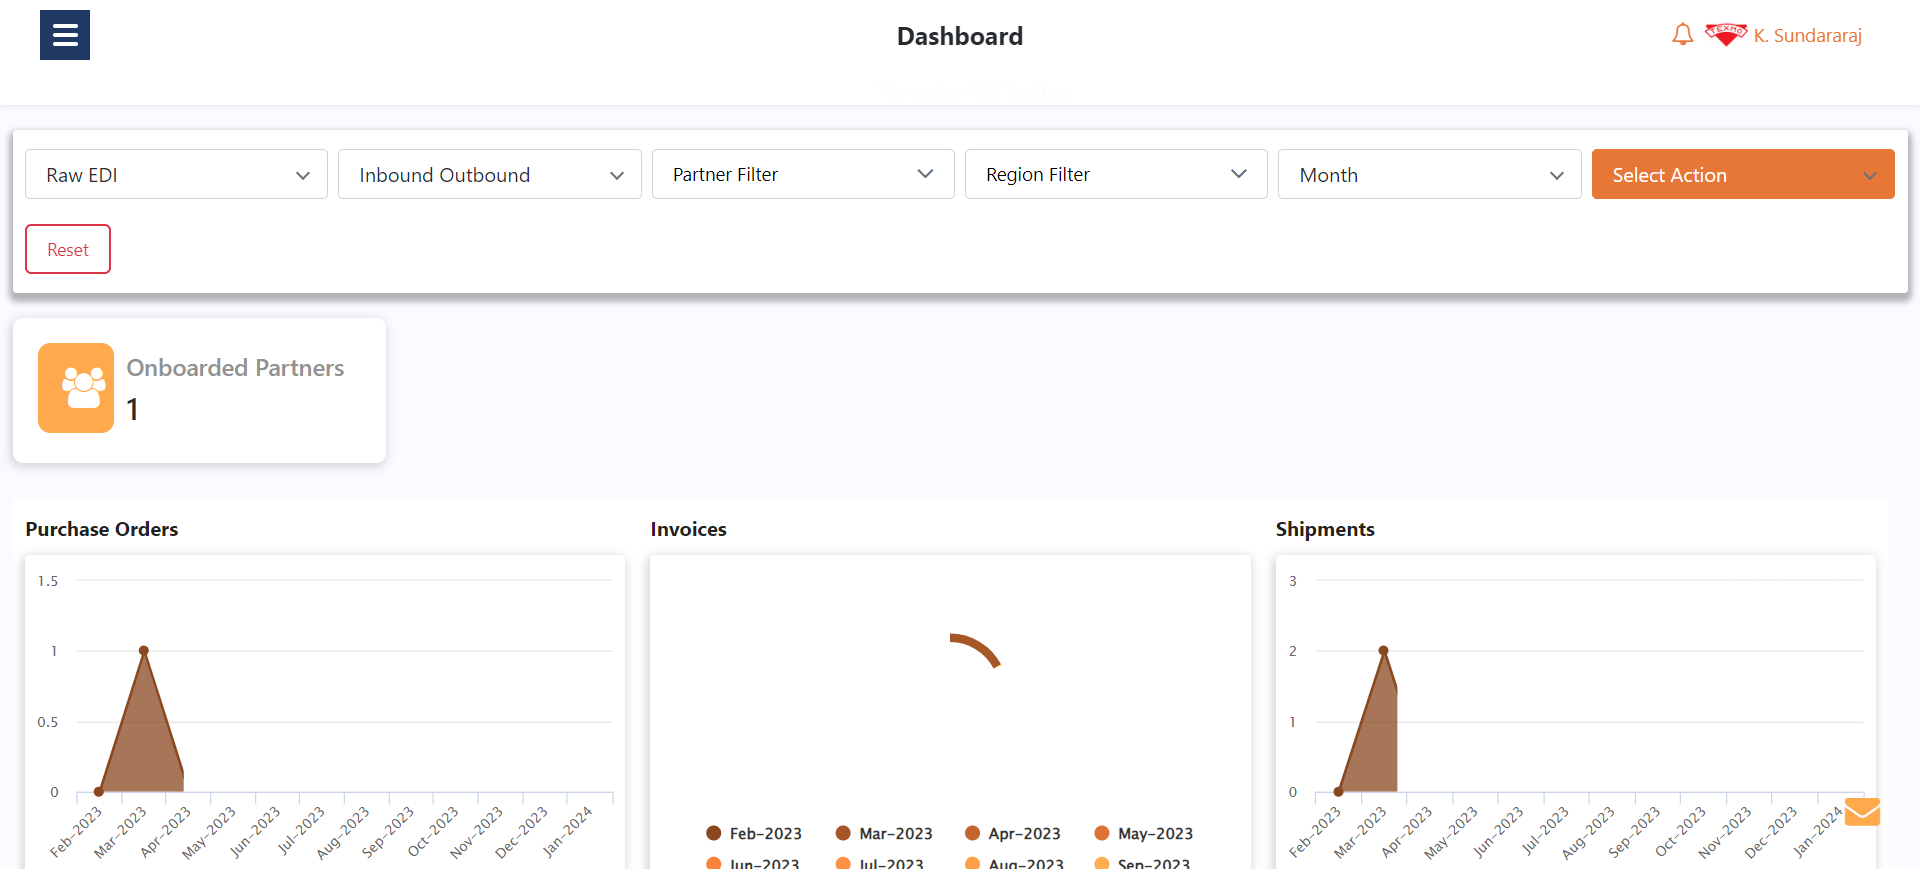 Dashboard
TEXMO
K. Sundararaj
Raw EDI
Inbound Outbound
Partner Filter
Region Filter
Month
Select Action
Reset
Onboarded Partners
1
Purchase Orders
1.5
1
0.5
0
Feb-2023
Mar-2023
Apr-2023
May-2023
Jun-2023
Jul-2023
Aug-2023
Sep-2023
Oct-2023
Nov-2023
Dec-2023
Jan-2024
Invoices
Feb-2023
Mar-2023
Apr-2023
May-2023
Jun-2023
Jul-2023
Aug-2023
Sep-2023
Shipments
3
2
1
0
Feb-2023
Mar-2023
Apr-2023
May-2023
Jun-2023
Jul-2023
Aug-2023
Sep-2023
Oct-2023
Nov-2023
Dec-2023
Jan-2024